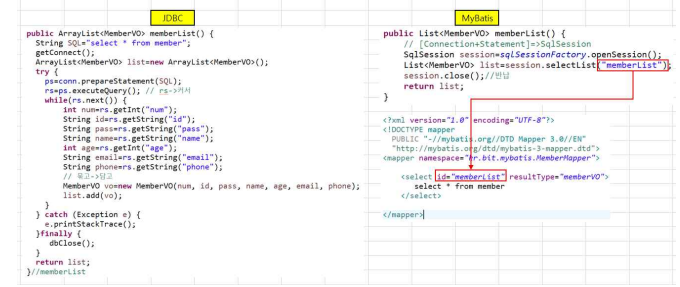 JDBC
public ArrayList<MemberVO> memberList() {
String SQL="select * from member";
getConnect();
ArrayList<MemberVO> list=new ArrayList<MemberVO>();
try {
ps=conn.prepareStatement(SQL);
rs=ps.executeQuery(); // rs->커서
while(rs.next()) {
int num=rs.getInt("num");
String id=rs.getString("id");
String pass=rs.getString("pass");
String name=rs.getString("name");
int age=rs.getInt("age");
String email=rs.getString("email");
String phone=rs.getString("phone");
// 묶고->담고
MemberVO vo=new MemberVO(num, id, pass, name, age, email, phone);
list.add(vo);
}
} catch (Exception e) {
e.printStackTrace();
}finally {
dbClose();
}
return list;
}//memberList
MyBatis
public List<MemberVO> memberList() {
// [Connection+Statement]=>SqlSession
SqlSession session=sqlSessionFactory.openSession();
List<MemberVO> list=session.selectList("memberList");
session.close();//반납
return list;
}
<?xml version="1.0" encoding="UTF-8"?>
<!DOCTYPE mapper
PUBLIC "-//mybatis.org//DTD Mapper 3.0//EN"
"http://mybatis.org/dtd/mybatis-3-mapper.dtd">
<mapper namespace="kr.bit.mybatis.MemberMapper">
<select id="memberList" resultType="memberVO">
select * from member
</select>
</mapper>